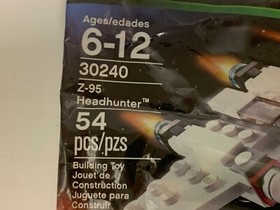 Ages/edades
6-12
30240
Z-95
Headhunter™
54
pcs/pzs
Building Toy
Jouet de
Construction
Juguete para
Construir